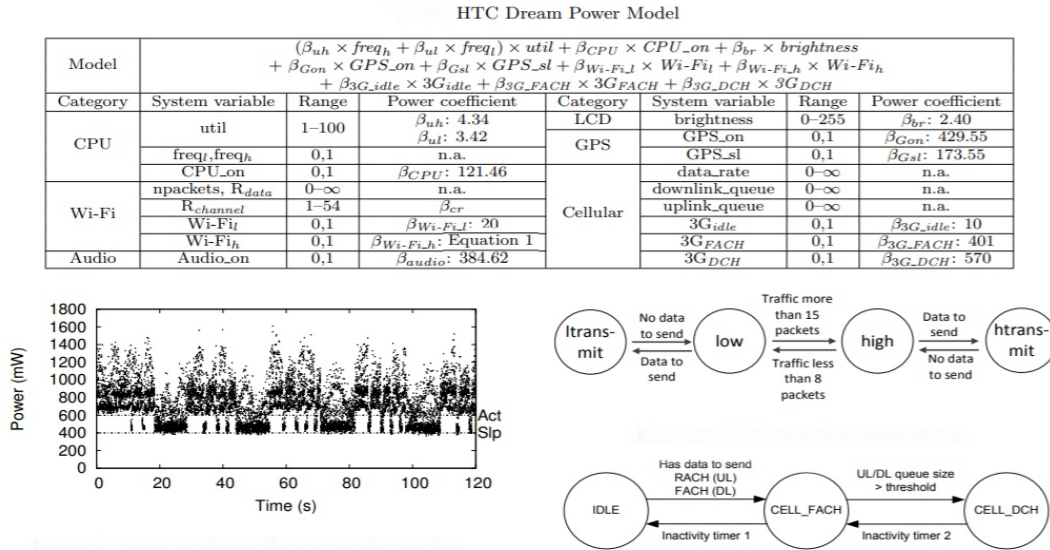 HTC Dream Power Model
Model
(β_uh × freq_h + β_ul × freq_l) × util + β_CPU × CPU_on + β_br × brightness
+ β_Gon × GPS_on + β_Gsl × GPS_sl + β_Wi-Fi_l × Wi-Fi_l + β_Wi-Fi_h × Wi-Fi_h
+ β_3G_idle × 3G_idle + β_3G_FACH × 3G_FACH + β_3G_DCH × 3G_DCH
Category System variable Range Power coefficient Category System variable Range Power coefficient
CPU
util 1–100 β_uh: 4.34
β_ul: 3.42
freq_l,freq_h 0,1 n.a.
CPU_on 0,1 β_CPU: 121.46
Wi-Fi
npackets, R_data 0–∞ n.a.
R_channel 1–54 β_cr
Wi-Fi_l 0,1 β_Wi-Fi_l: 20
Wi-Fi_h 0,1 β_Wi-Fi_h: Equation 1
Audio Audio_on 0,1 β_audio: 384.62
LCD brightness 0–255 β_br: 2.40
GPS
GPS_on 0,1 β_Gon: 429.55
GPS_sl 0,1 β_Gsl: 173.55
Cellular
data_rate 0–∞ n.a.
downlink_queue 0–∞ n.a.
uplink_queue 0–∞ n.a.
3G_idle 0,1 β_3G_idle: 10
3G_FACH 0,1 β_3G_FACH: 401
3G_DCH 0,1 β_3G_DCH: 570
Power (mW)
1800
1600
1400
1200
1000
800
600
400
200
0
Act
Slp
0 20 40 60 80 100 120
Time (s)
ltrans-
mit
No data
to send
Data to
send
low
Traffic more
than 15
packets
Traffic less
than 8
packets
high
Data to
send
No data
to send
htrans-
mit
IDLE
Has data to send
RACH (UL)
FACH (DL)
Inactivity timer 1
CELL_FACH
UL/DL queue size
> threshold
Inactivity timer 2
CELL_DCH